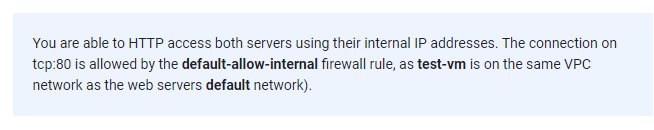 You are able to HTTP access both servers using their internal IP addresses. The connection on
tcp:80 is allowed by the default-allow-internal firewall rule, as test-vm is on the same VPC
network as the web servers default network).